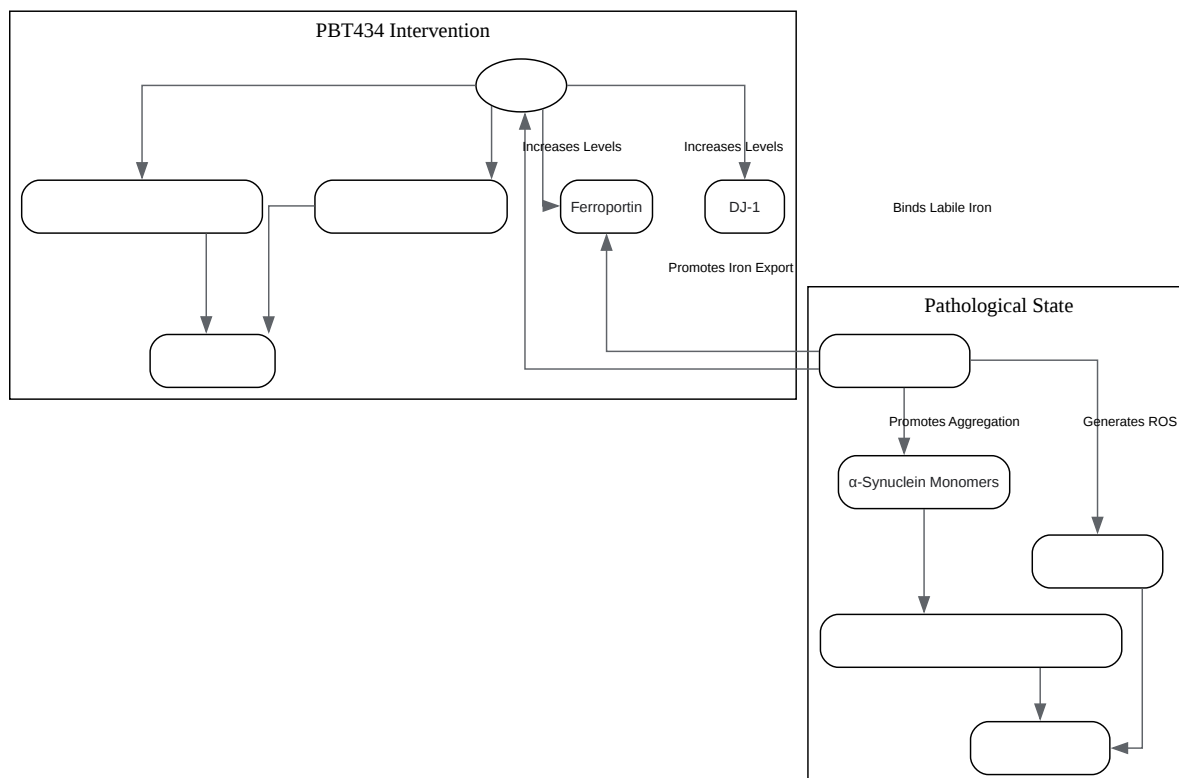 PBT434 Intervention
Increases Levels
Increases Levels
Ferroportin
DJ-1
Binds Labile Iron
Promotes Iron Export
Pathological State
Promotes Aggregation
Generates ROS
α-Synuclein Monomers